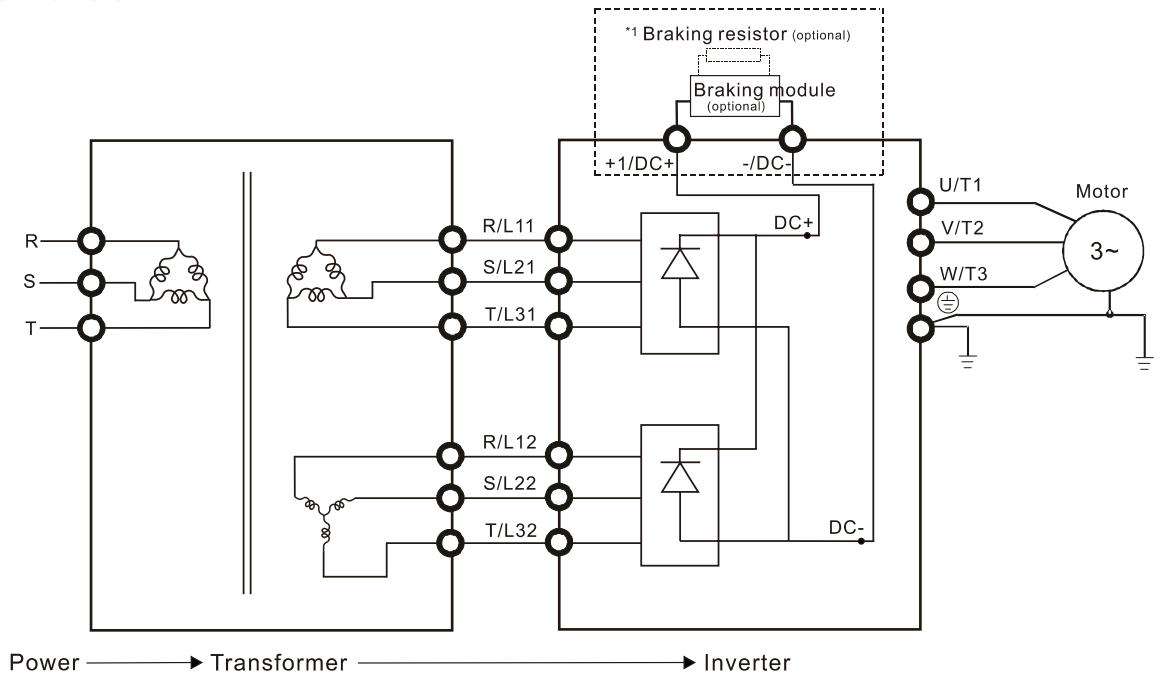 *1 Braking resistor (optional)
Braking module
(optional)
+1/DC+
-/DC-
R
S
T
R/L11
S/L21
T/L31
R/L12
S/L22
T/L32
DC+
DC-
U/T1
V/T2
W/T3
Motor
3~
Power
Transformer
Inverter